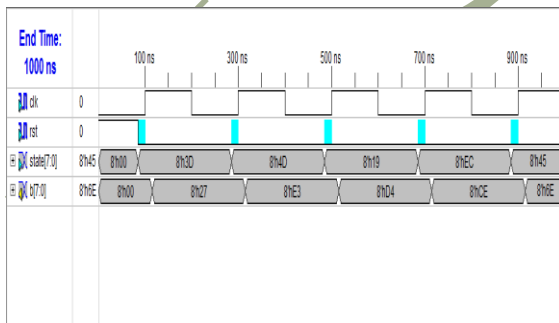 End Time:
1000 ns
100 ns 300 ns 500 ns 700 ns 900 ns
clk 0
rst 0
state[7:0] 8'h45 8'h00 8'h3D 8'h4D 8'h19 8'hEC 8'h45
b[7:0] 8'h6E 8'h00 8'h27 8'hE3 8'hD4 8'hCE 8'h6E